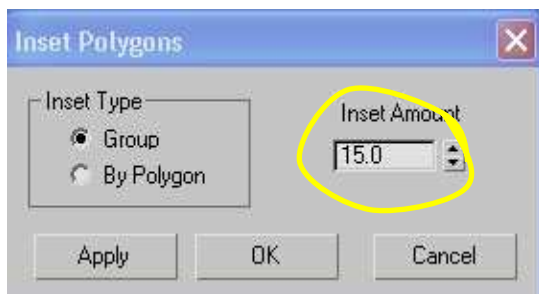 Inset Polygons
Inset Type
Group
By Polygon
Inset Amount
15.0
Apply
OK
Cancel